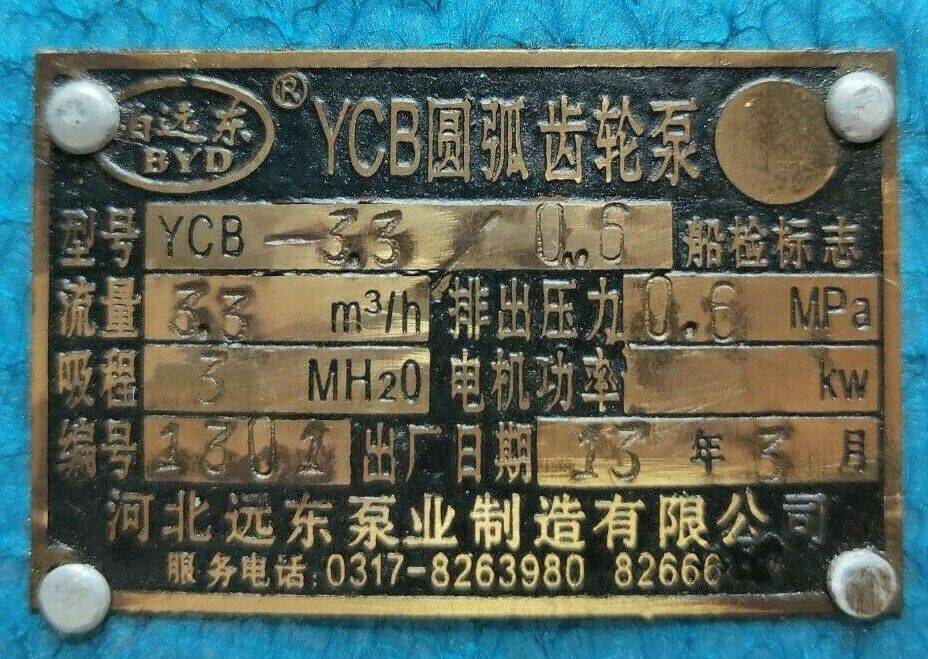 远东 ® YCB圆弧齿轮泵
BYD
型号 YCB-3.3/0.6 船检标志
流量 3.3 m³/h 排出压力 0.6 MPa
吸程 3 MH₂O 电机功率 kw
编号 1301 出厂日期 13年3月
河北远东泵业制造有限公司
服务电话:0317-8263980 82666